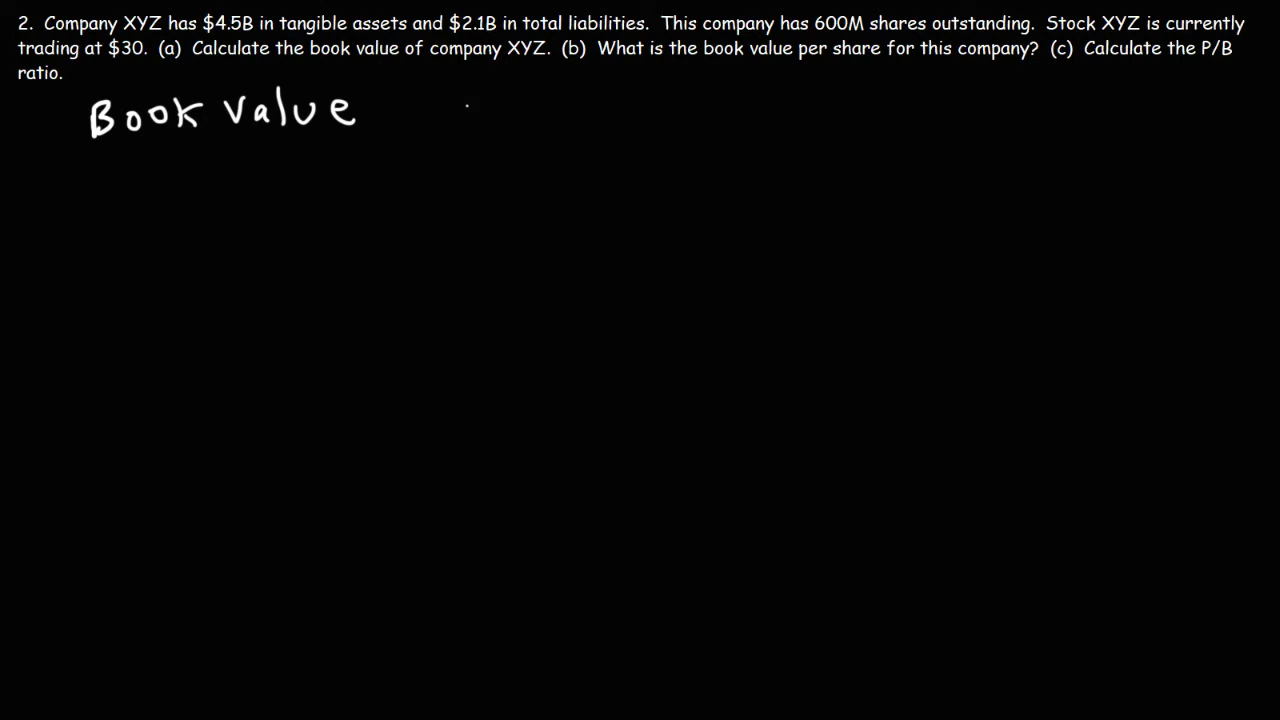 2. Company XYZ has $4.5B in tangible assets and $2.1B in total liabilities. This company has 600M shares outstanding. Stock XYZ is currently
trading at $30. (a) Calculate the book value of company XYZ. (b) What is the book value per share for this company? (c) Calculate the P/B
ratio.
Book Value